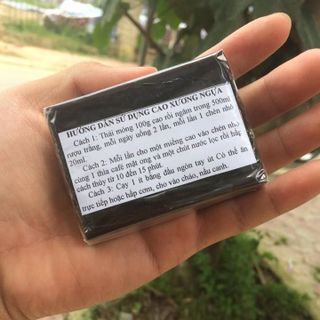 HƯỚNG DẪN SỬ DỤNG CAO XƯƠNG NGỰA
Cách 1: Thái mỏng 100g cao rồi ngâm trong 500ml
rượu trắng, mỗi ngày uống 2 lần, mỗi lần 1 chén nhỏ
20ml.
Cách 2: Mỗi lần cho một miếng cao vào chén nhỏ,
cùng 1 thìa café mật ong và một chút nước lọc rồi hấp
cách thủy từ 10 đến 15 phút.
Cách 3: Cạy 1 ít bằng đầu ngón tay út Có thể ăn
trực tiếp hoặc hấp cơm, cho vào cháo, nấu canh.